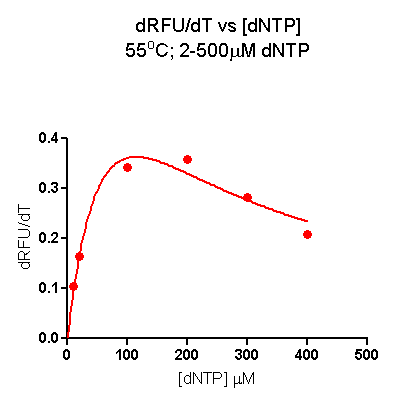 dRFU/dT vs [dNTP]
55⁰C; 2-500µM dNTP
dRFU/dT
0.4
0.3
0.2
0.1
0.0
0 100 200 300 400 500
[dNTP] µM